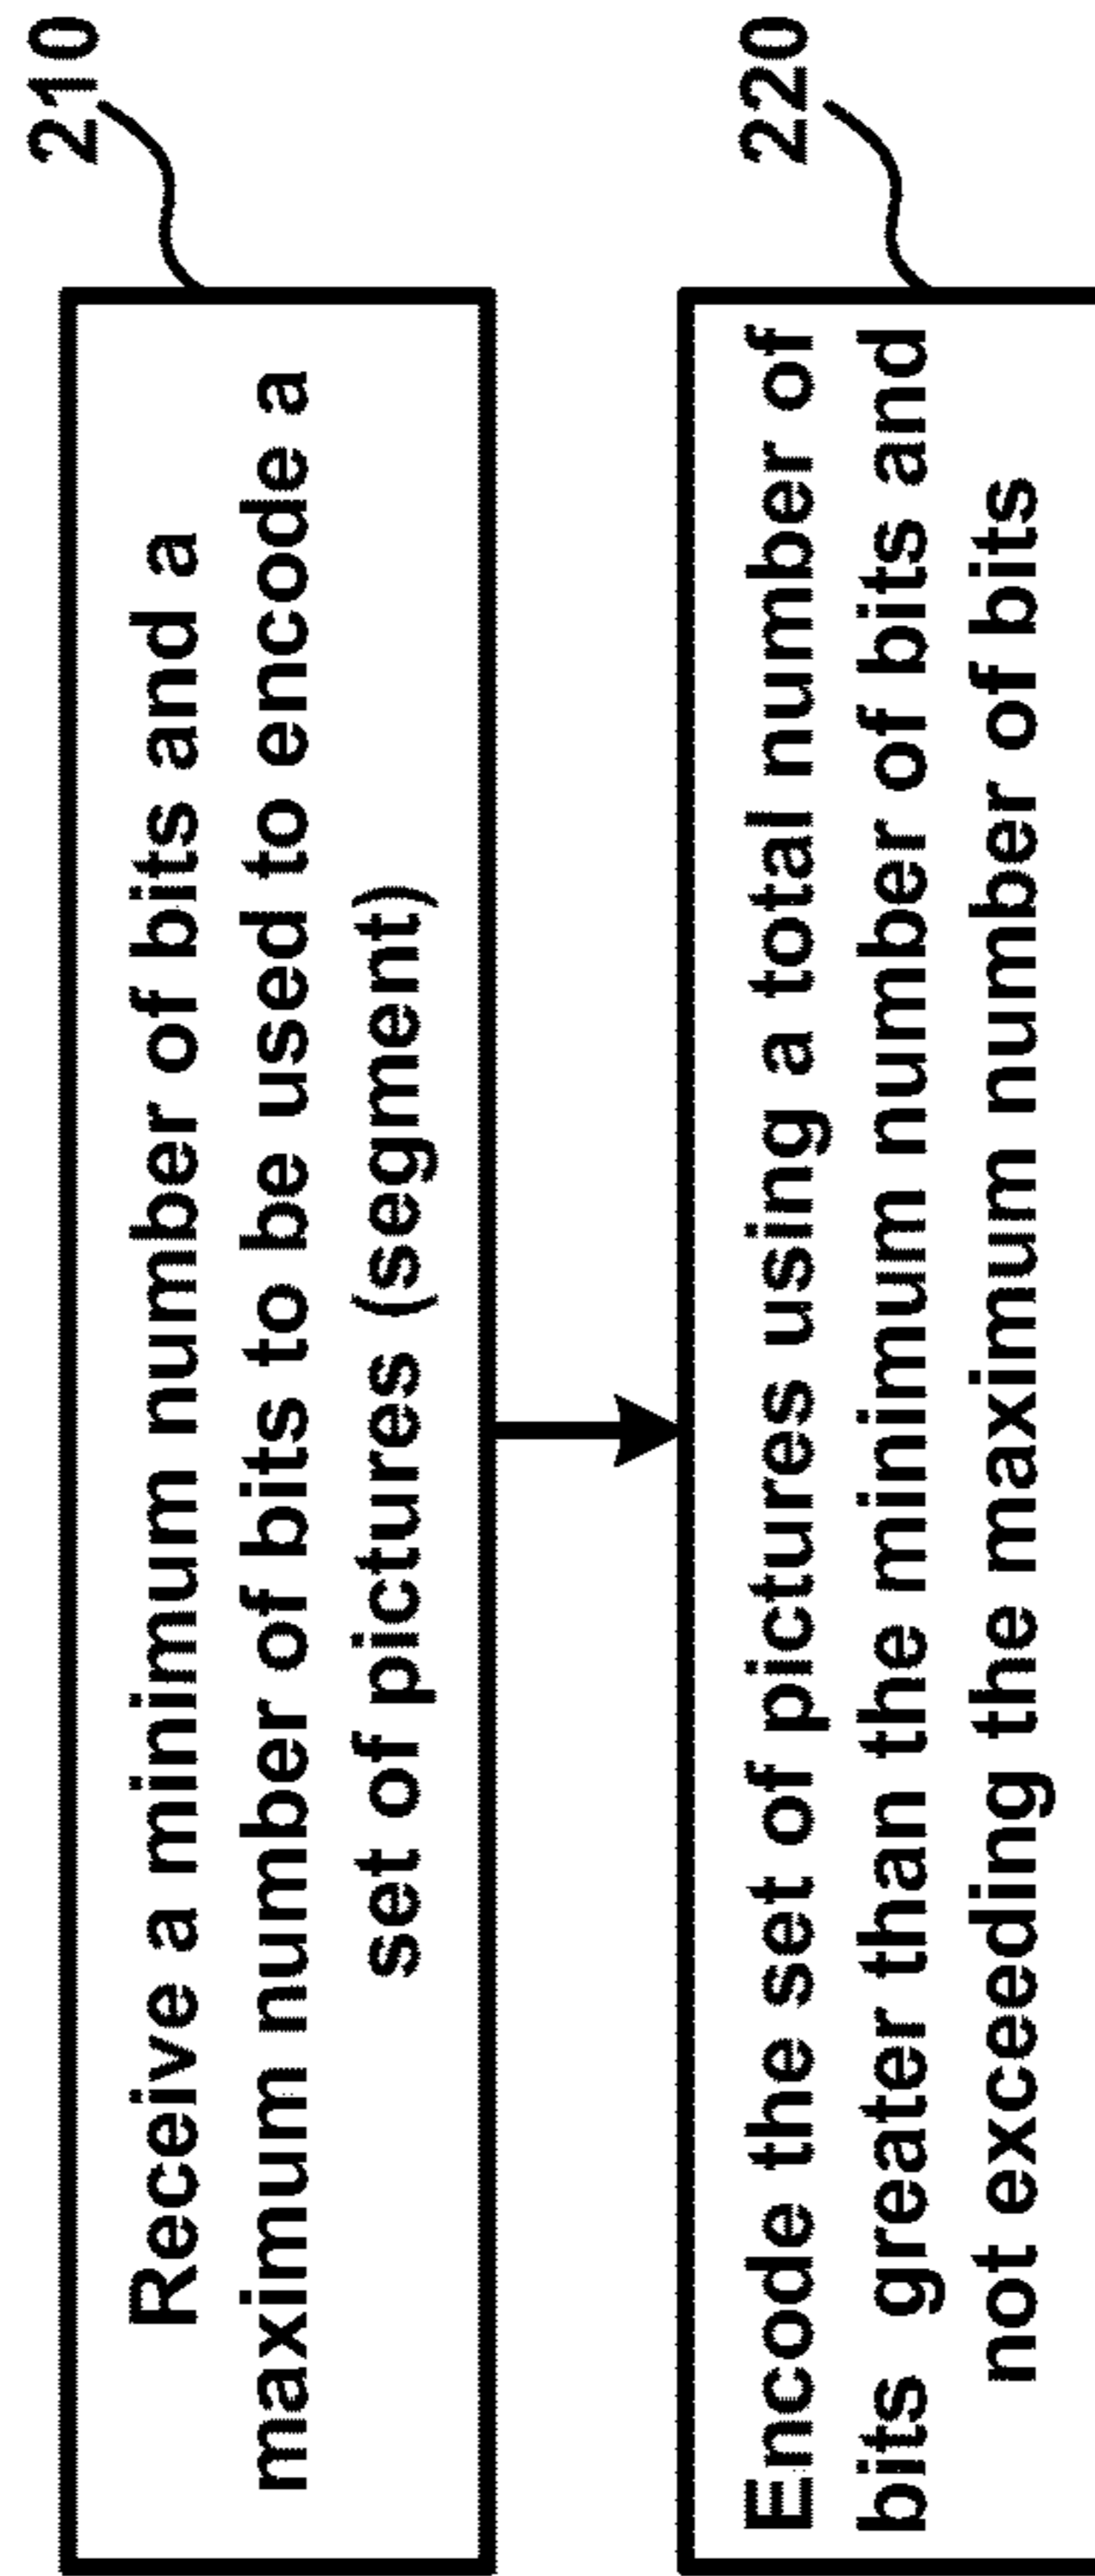 210
Receive a minimum number of bits and a
maximum number of bits to be used to encode a
set of pictures (segment)
220
Encode the set of pictures using a total number of
bits greater than the minimum number of bits and
not exceeding the maximum number of bits